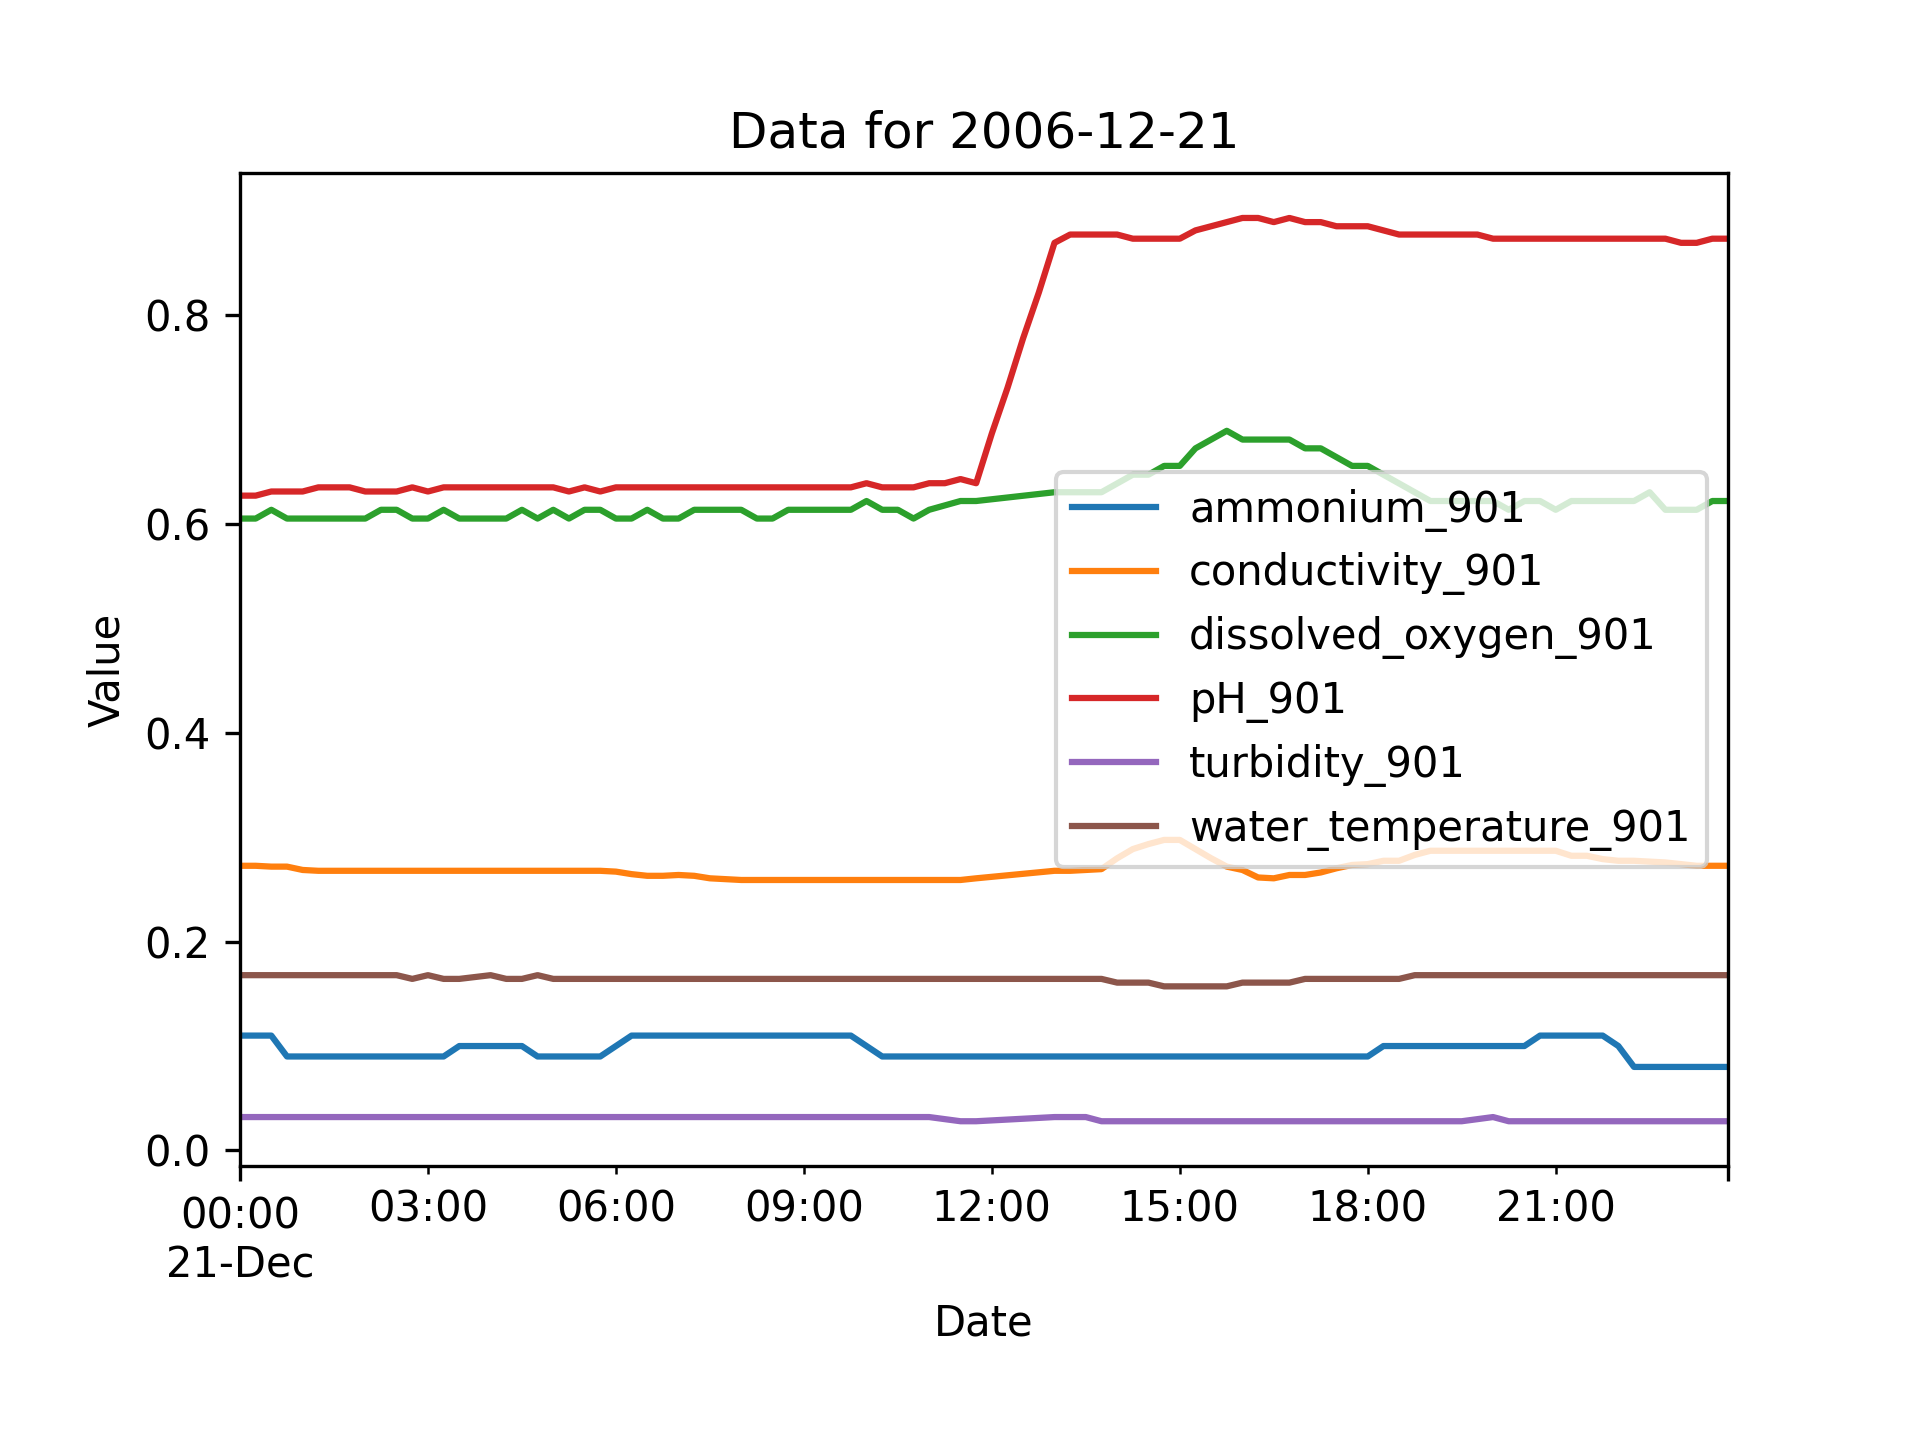 Data for 2006-12-21
Value
0.8
0.6
0.4
0.2
0.0
ammonium_901
conductivity_901
dissolved_oxygen_901
pH_901
turbidity_901
water_temperature_901
00:00 03:00 06:00 09:00 12:00 15:00 18:00 21:00
21-Dec
Date